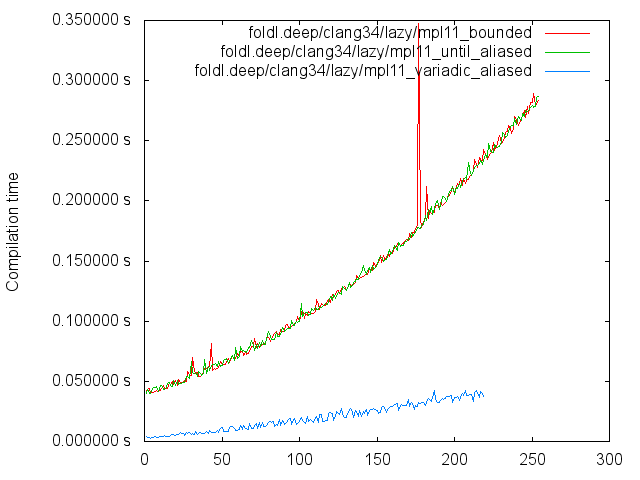 0.350000 s
foldl.deep/clang34/lazy/mpl11_bounded
foldl.deep/clang34/lazy/mpl11_until_aliased
foldl.deep/clang34/lazy/mpl11_variadic_aliased
0.300000 s
0.250000 s
0.200000 s
0.150000 s
0.100000 s
0.050000 s
0.000000 s
Compilation time
0 50 100 150 200 250 300